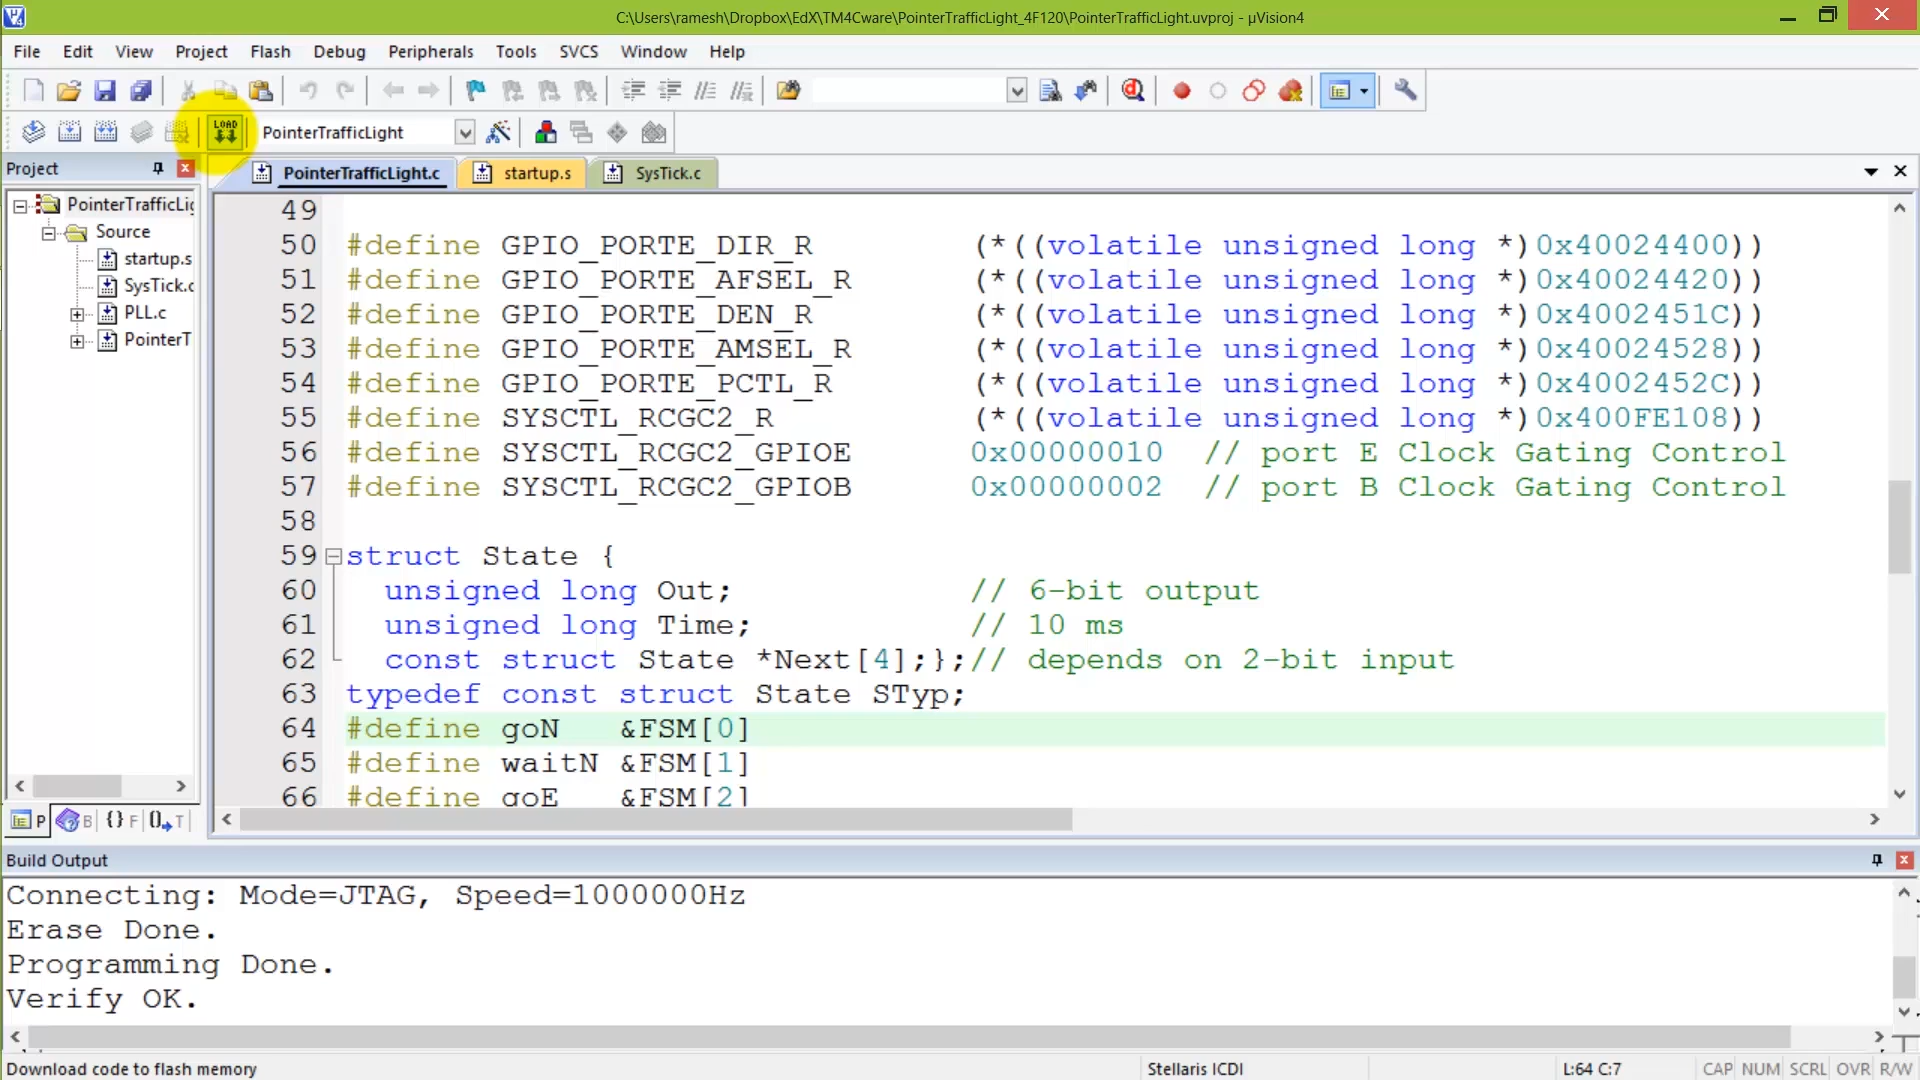 C:\Users\ramesh\Dropbox\EdX\TM4Cware\PointerTrafficLight_4F120\PointerTrafficLight.uvproj - µVision4
File Edit View Project Flash Debug Peripherals Tools SVCS Window Help
LOAD PointerTrafficLight
Project
PointerTrafficLight.c startup.s SysTick.c
PointerTrafficLig
Source
startup.s
SysTick.c
PLL.c
PointerT
P B {} F T
49
50 #define GPIO_PORTE_DIR_R (*((volatile unsigned long *)0x40024400))
51 #define GPIO_PORTE_AFSEL_R (*((volatile unsigned long *)0x40024420))
52 #define GPIO_PORTE_DEN_R (*((volatile unsigned long *)0x4002451C))
53 #define GPIO_PORTE_AMSEL_R (*((volatile unsigned long *)0x40024528))
54 #define GPIO_PORTE_PCTL_R (*((volatile unsigned long *)0x4002452C))
55 #define SYSCTL_RCGC2_R (*((volatile unsigned long *)0x400FE108))
56 #define SYSCTL_RCGC2_GPIOE 0x00000010 // port E Clock Gating Control
57 #define SYSCTL_RCGC2_GPIOB 0x00000002 // port B Clock Gating Control
58
59 struct State {
60 unsigned long Out; // 6-bit output
61 unsigned long Time; // 10 ms
62 const struct State *Next[4];};// depends on 2-bit input
63 typedef const struct State STyp;
64 #define goN &FSM[0]
65 #define waitN &FSM[1]
66 #define goE &FSM[2]
Build Output
Connecting: Mode=JTAG, Speed=1000000Hz
Erase Done.
Programming Done.
Verify OK.
Download code to flash memory Stellaris ICDI L:64 C:7 CAP NUM SCRL OVR R/W